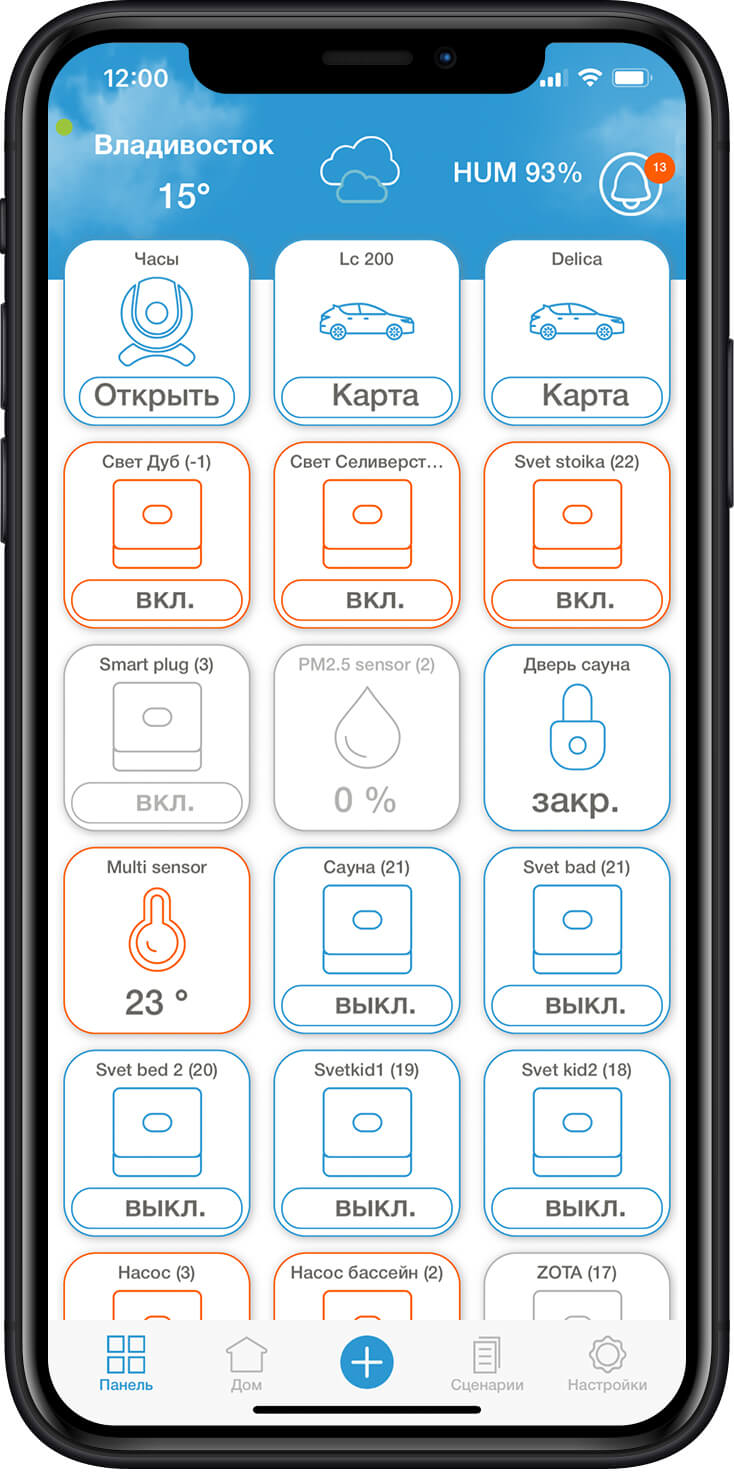 12:00
Владивосток
15°
HUM 93%
13
Часы
Lc 200
Delica
Открыть
Карта
Карта
Свет Дуб (-1)
Свет Селиверст...
Svet stoika (22)
ВКЛ.
ВКЛ.
ВКЛ.
Smart plug (3)
PM2.5 sensor (2)
Дверь сауна
ВКЛ.
0 %
закр.
Multi sensor
Сауна (21)
Svet bad (21)
23 °
ВЫКЛ.
ВЫКЛ.
Svet bed 2 (20)
Svetkid1 (19)
Svet kid2 (18)
ВЫКЛ.
ВЫКЛ.
ВЫКЛ.
Насос (3)
Насос бассейн (2)
ZOTA (17)
Панель
Дом
Сценарии
Настройки